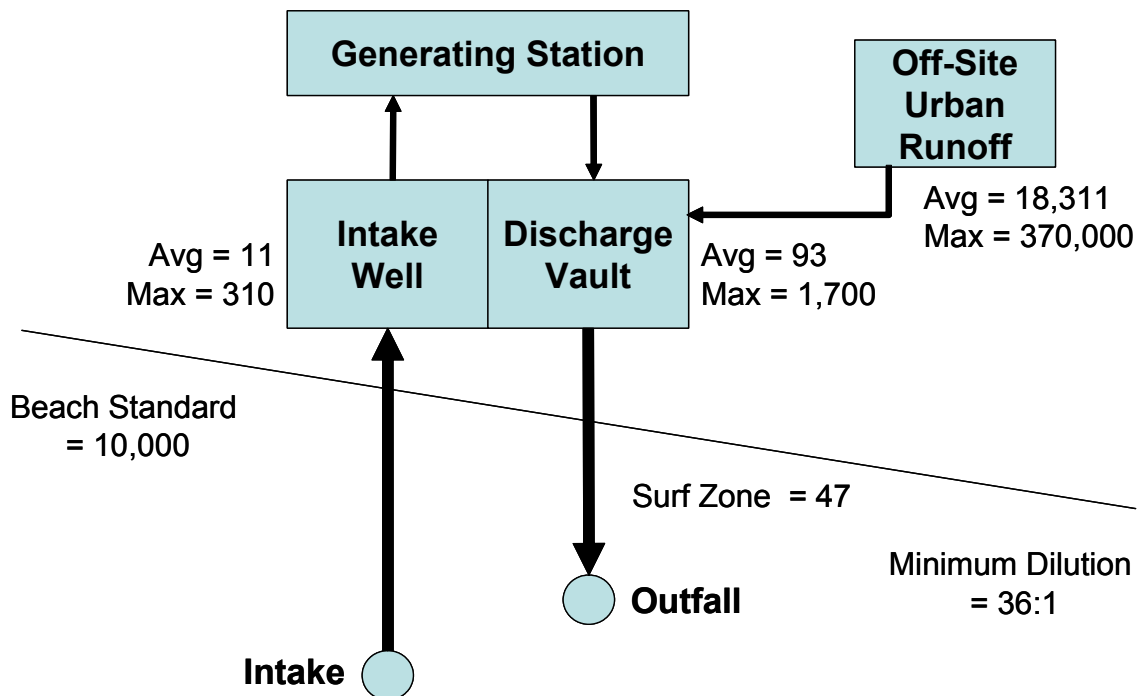 Generating Station
Off-Site
Urban
Runoff
Avg = 18,311
Max = 370,000
Intake
Well
Discharge
Vault
Avg = 11
Max = 310
Avg = 93
Max = 1,700
Beach Standard
= 10,000
Surf Zone = 47
Minimum Dilution
= 36:1
Outfall
Intake